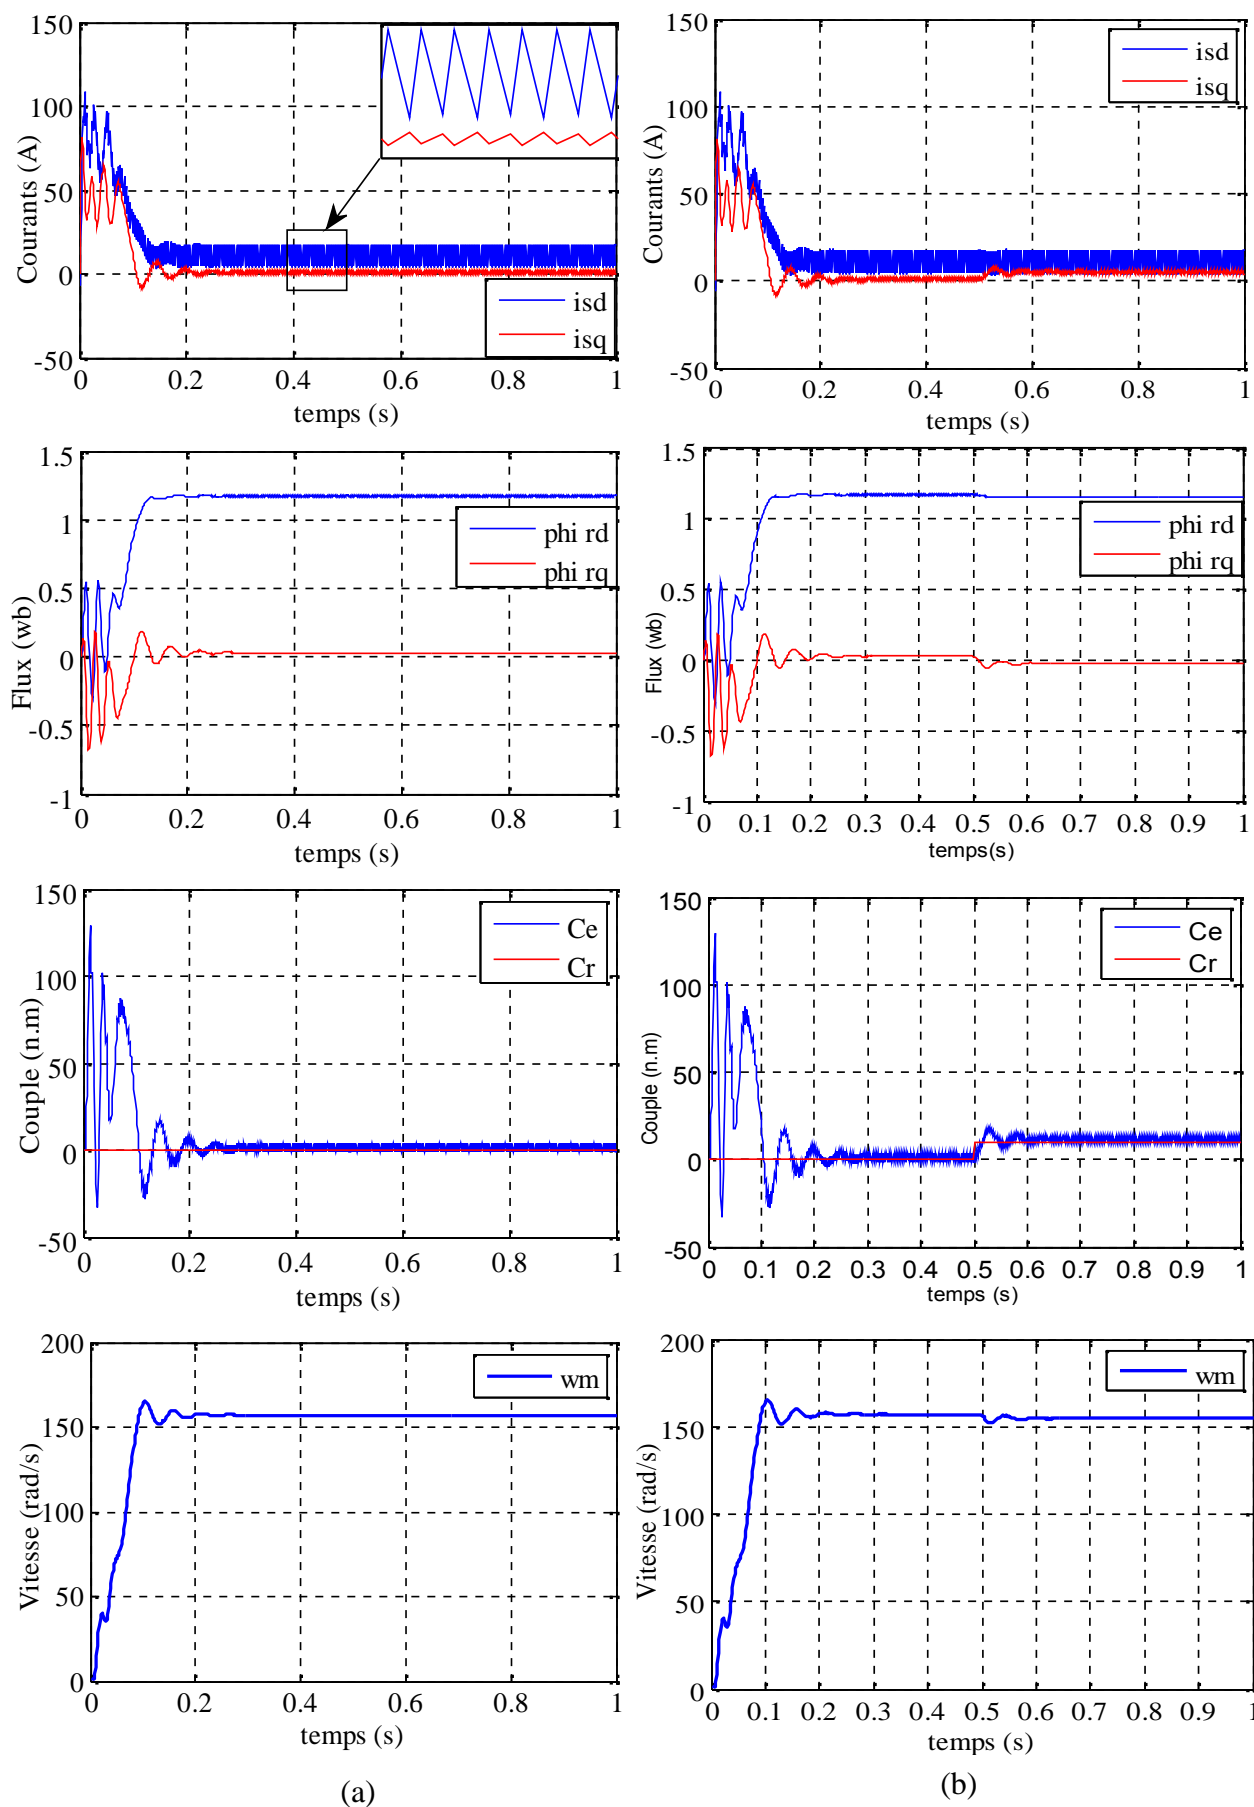 150
100
50
0
-50
Courants (A)
isd
isq
0 0.2 0.4 0.6 0.8 1
temps (s)
150
100
50
0
-50
Courants (A)
isd
isq
0 0.2 0.4 0.6 0.8 1
temps (s)
1.5
1
0.5
0
-0.5
-1
Flux (wb)
phi rd
phi rq
0 0.2 0.4 0.6 0.8 1
temps (s)
1.5
1
0.5
0
-0.5
-1
Flux (wb)
phi rd
phi rq
0 0.1 0.2 0.3 0.4 0.5 0.6 0.7 0.8 0.9 1
temps(s)
150
100
50
0
-50
Couple (n.m)
Ce
Cr
0 0.2 0.4 0.6 0.8 1
temps (s)
150
100
50
0
-50
Couple (n.m)
Ce
Cr
0 0.1 0.2 0.3 0.4 0.5 0.6 0.7 0.8 0.9 1
temps (s)
200
150
100
50
0
Vitesse (rad/s)
wm
0 0.2 0.4 0.6 0.8 1
temps (s)
200
150
100
50
0
Vitesse (rad/s)
wm
0 0.1 0.2 0.3 0.4 0.5 0.6 0.7 0.8 0.9 1
temps (s)
(a)
(b)